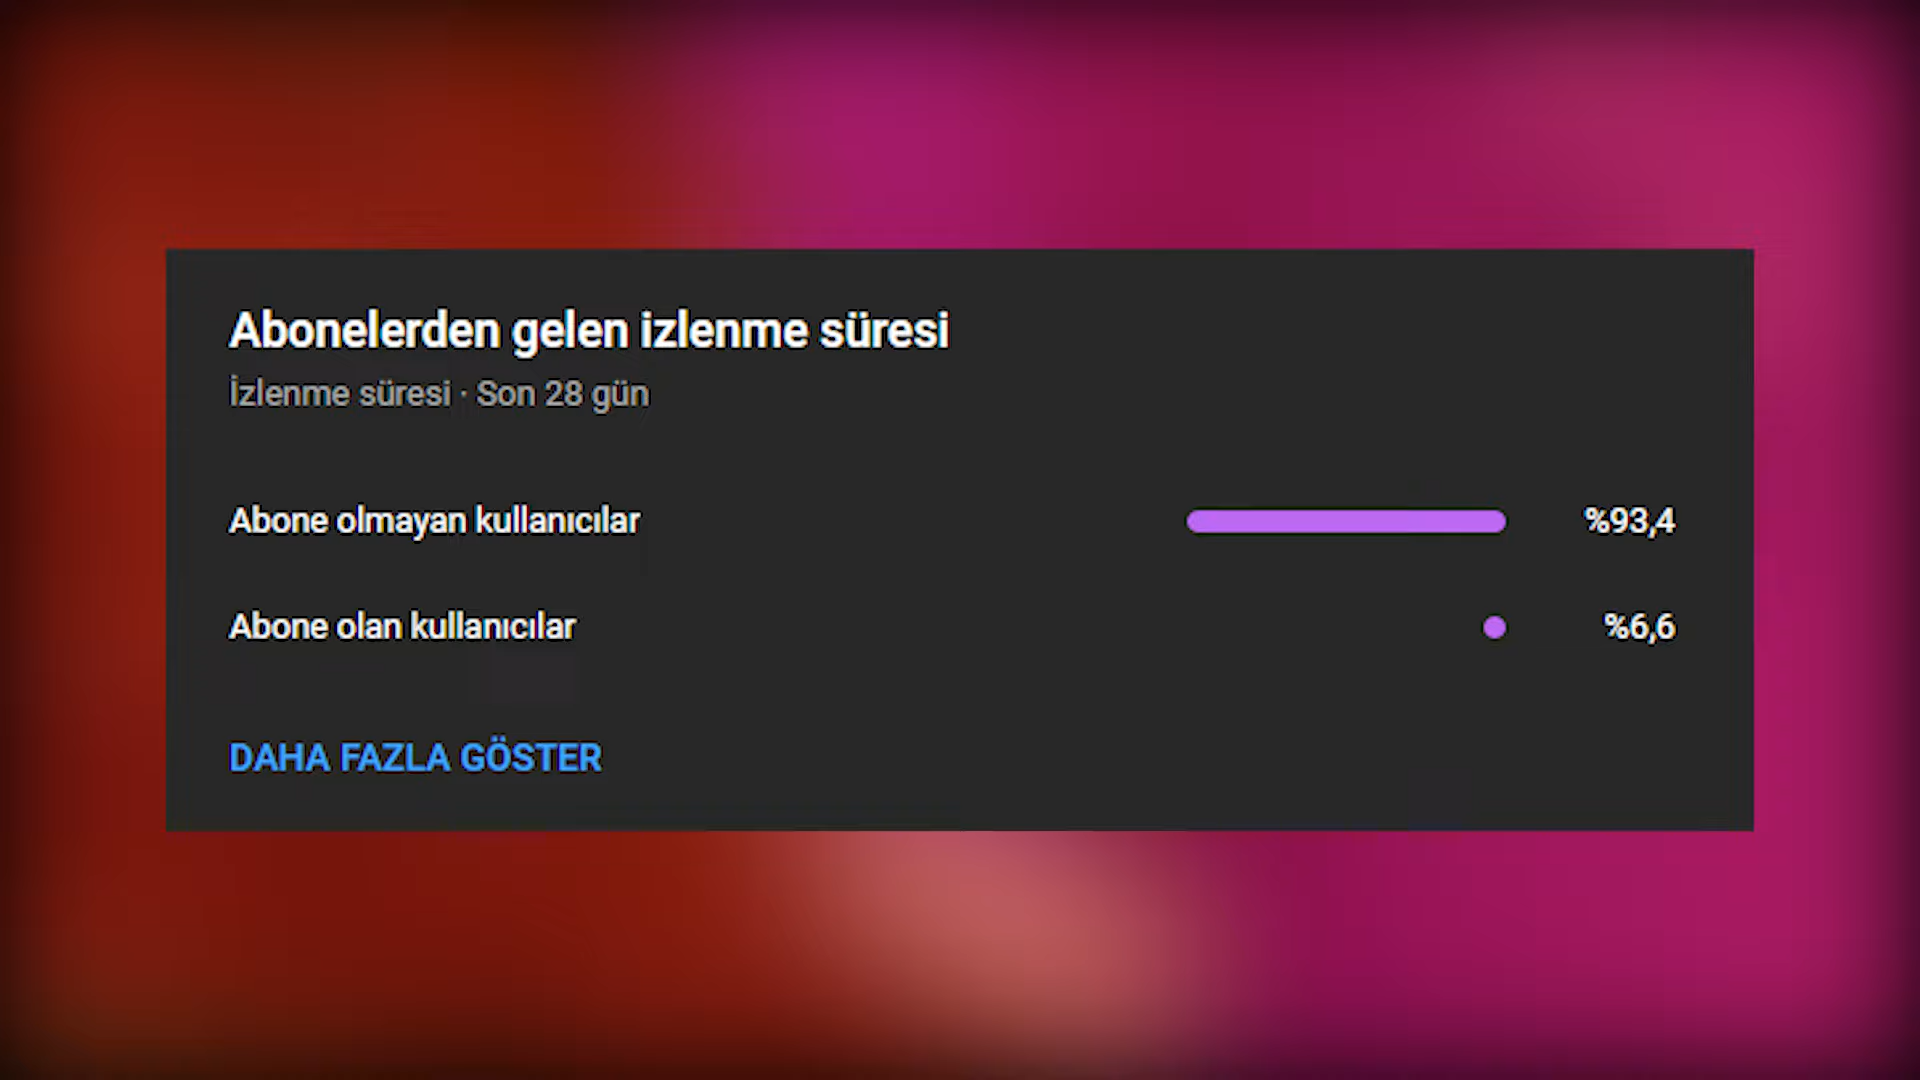 Abonelerden gelen izlenme süresi
İzlenme süresi · Son 28 gün
Abone olmayan kullanıcılar %93,4
Abone olan kullanıcılar %6,6
DAHA FAZLA GÖSTER